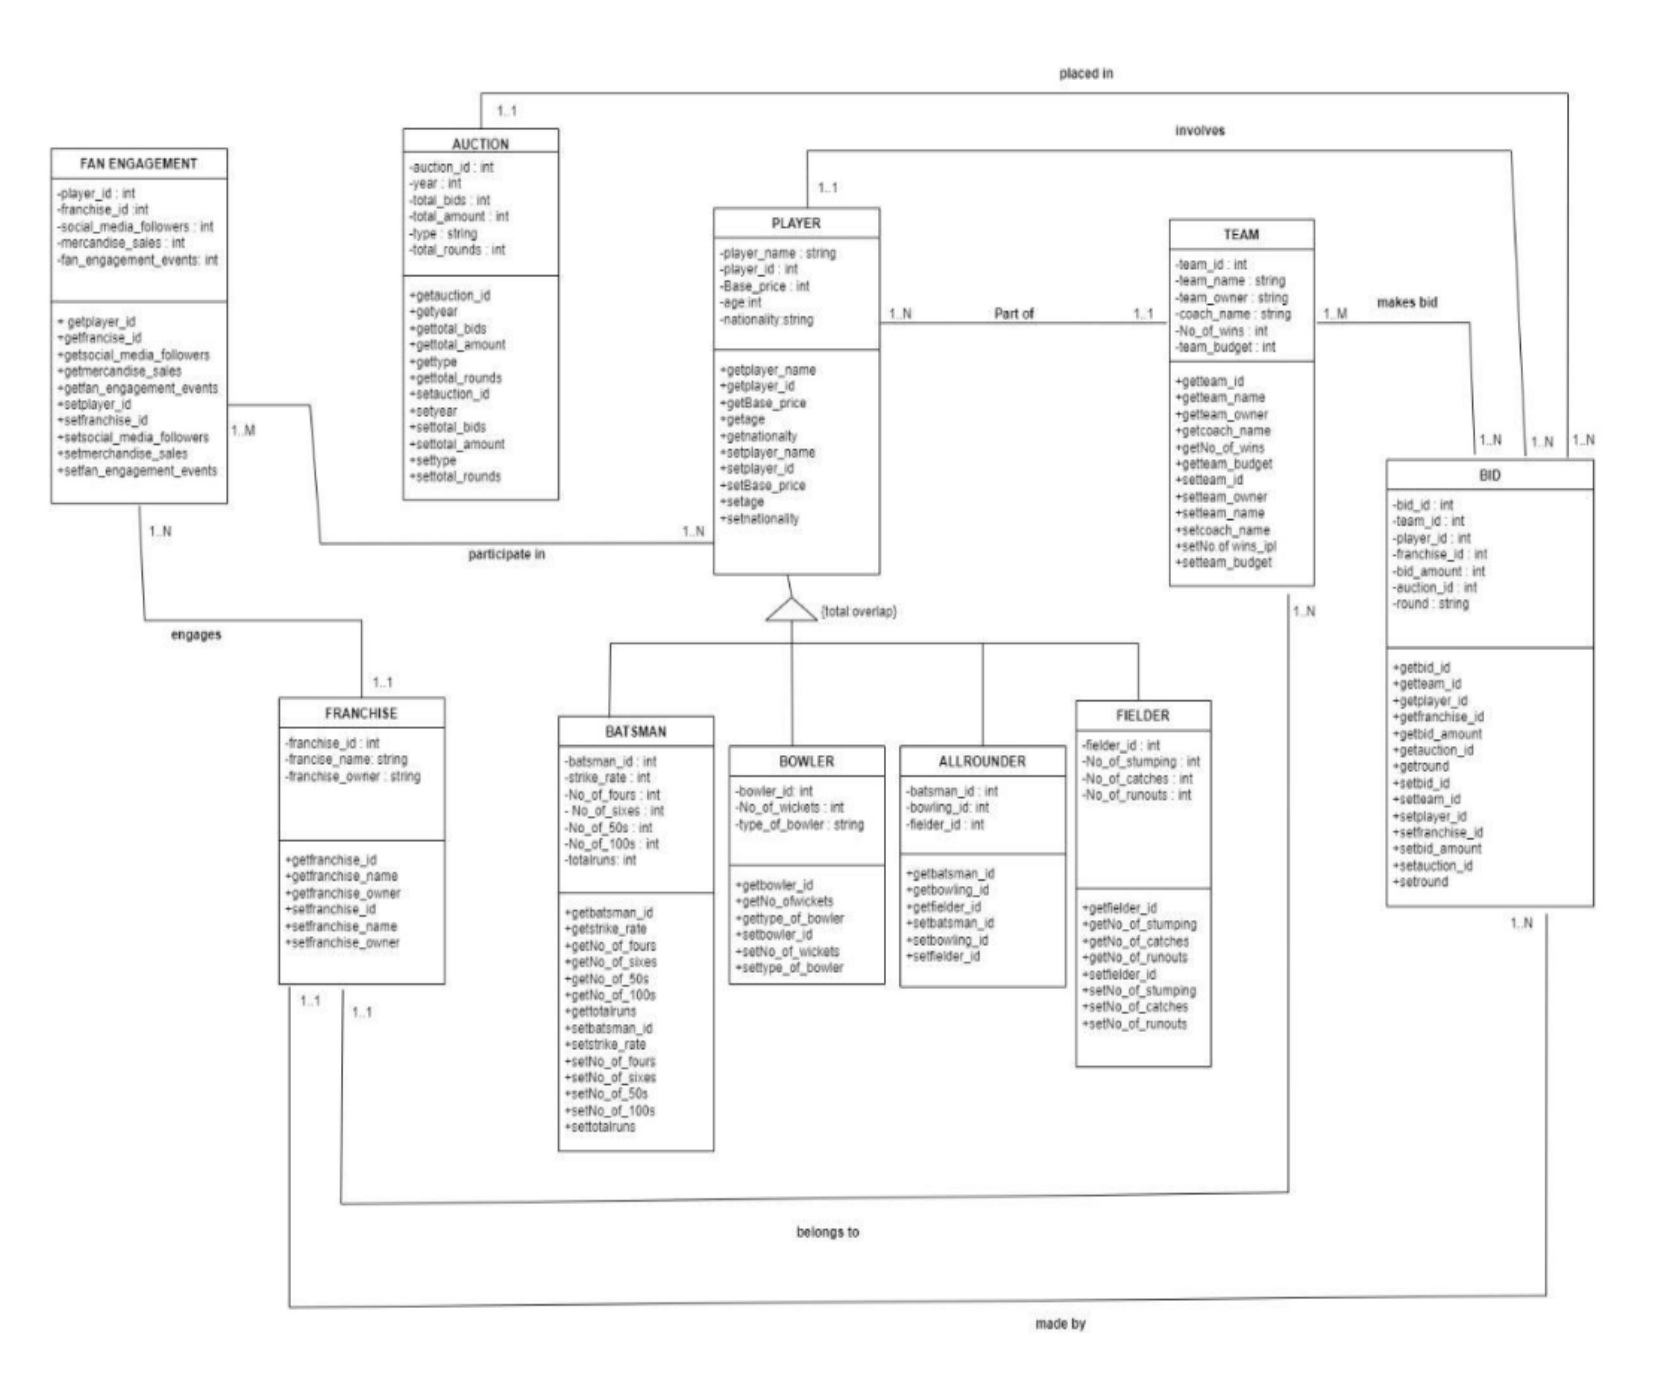 placed in
1..1
involves
1..1
FAN ENGAGEMENT
-player_id : int
-franchise_id :int
-social_media_followers : int
-mercandise_sales : int
-fan_engagement_events: int
+ getplayer_id
+getfrancise_id
+getsocial_media_followers
+getmercandise_sales
+getfan_engagement_events
+setplayer_id
+setfranchise_id
+setsocial_media_followers
+setmerchandise_sales
+setfan_engagement_events
1..M
1..N
participate in
1..N
engages
1..1
AUCTION
-auction_id : int
-year : int
-total_bids : int
-total_amount : int
-type : string
-total_rounds : int
+getauction_id
+getyear
+gettotal_bids
+gettotal_amount
+gettype
+gettotal_rounds
+setauction_id
+setyear
+settotal_bids
+settotal_amount
+settype
+settotal_rounds
PLAYER
-player_name : string
-player_id : int
-Base_price : int
-age:int
-nationality:string
+getplayer_name
+getplayer_id
+getBase_price
+getage
+getnationalty
+setplayer_name
+setplayer_id
+setBase_price
+setage
+setnationality
1..N
Part of
1..1
TEAM
-team_id : int
-team_name : string
-team_owner : string
-coach_name : string
-No_of_wins : int
-team_budget : int
+getteam_id
+getteam_name
+getteam_owner
+getcoach_name
+getNo_of_wins
+getteam_budget
+setteam_id
+setteam_owner
+setteam_name
+setcoach_name
+setNo.of wins_ipl
+setteam_budget
1..M
makes bid
1..N
1..N
1..N
1..N
BID
-bid_id : int
-team_id : int
-player_id : int
-franchise_id : int
-bid_amount : int
-auction_id : int
-round : string
+getbid_id
+getteam_id
+getplayer_id
+getfranchise_id
+getbid_amount
+getauction_id
+getround
+setbid_id
+setteam_id
+setplayer_id
+setfranchise_id
+setbid_amount
+setauction_id
+setround
1..N
{total overlap}
FRANCHISE
-franchise_id : int
-francise_name: string
-franchise_owner : string
+getfranchise_id
+getfranchise_name
+getfranchise_owner
+setfranchise_id
+setfranchise_name
+setfranchise_owner
1..1
1..1
BATSMAN
-batsman_id : int
-strike_rate : int
-No_of_fours : int
- No_of_sixes : int
-No_of_50s : int
-No_of_100s : int
-totalruns: int
+getbatsman_id
+getstrike_rate
+getNo_of_fours
+getNo_of_sixes
+getNo_of_50s
+getNo_of_100s
+gettotalruns
+setbatsman_id
+setstrike_rate
+setNo_of_fours
+setNo_of_sixes
+setNo_of_50s
+setNo_of_100s
+settotalruns
BOWLER
-bowler_id: int
-No_of_wickets : int
-type_of_bowler : string
+getbowler_id
+getNo_ofwickets
+gettype_of_bowler
+setbowler_id
+setNo_of_wickets
+settype_of_bowler
ALLROUNDER
-batsman_id : int
-bowling_id: int
-fielder_id : int
+getbatsman_id
+getbowling_id
+getfielder_id
+setbatsman_id
+setbowling_id
+setfielder_id
FIELDER
-fielder_id : int
-No_of_stumping : int
-No_of_catches : int
-No_of_runouts : int
+getfielder_id
+getNo_of_stumping
+getNo_of_catches
+getNo_of_runouts
+setfielder_id
+setNo_of_stumping
+setNo_of_catches
+setNo_of_runouts
belongs to
made by